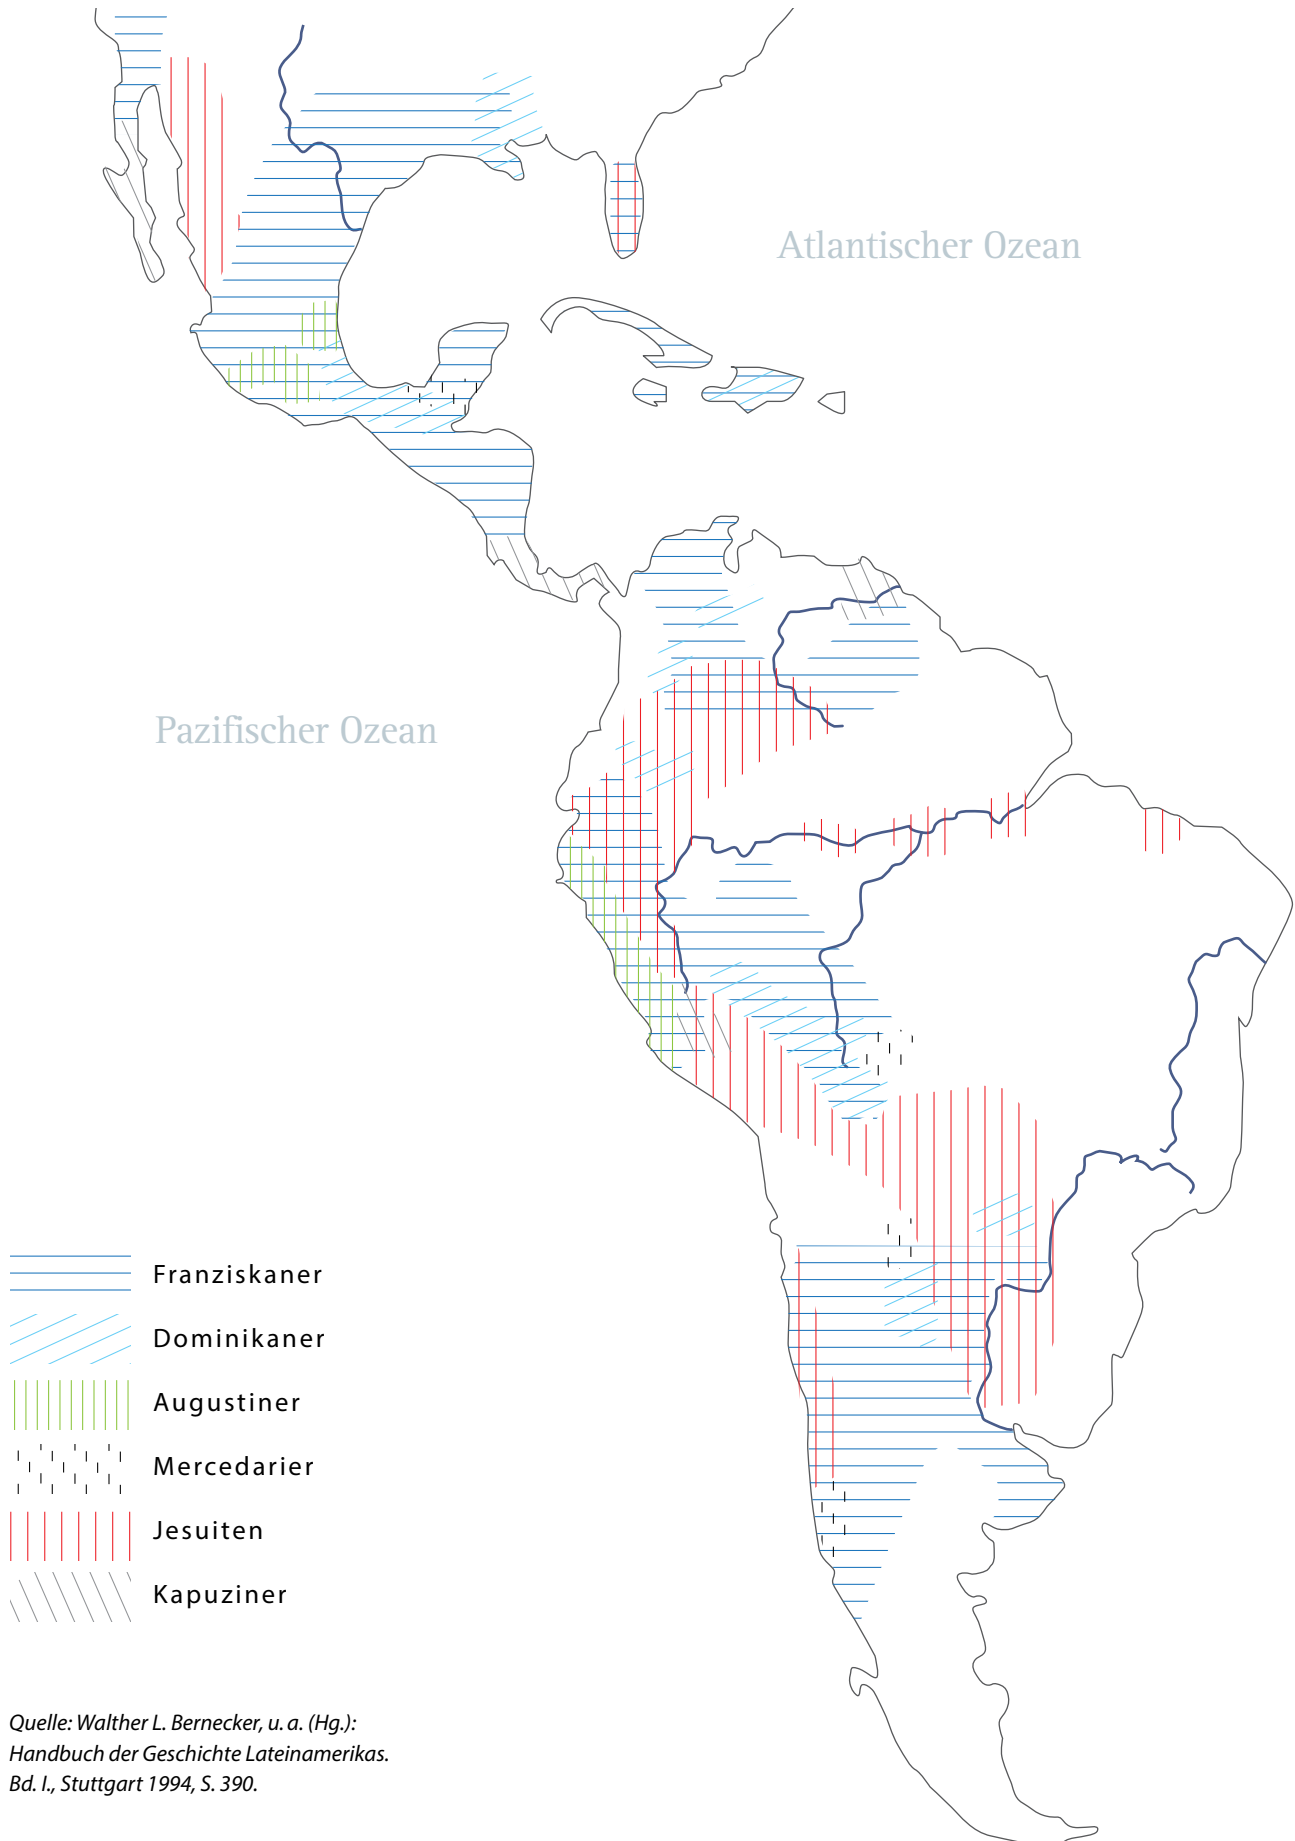 Atlantischer Ozean
Pazifischer Ozean
Franziskaner
Dominikaner
Augustiner
Mercedarier
Jesuiten
Kapuziner
Quelle: Walther L. Bernecker, u. a. (Hg.):
Handbuch der Geschichte Lateinamerikas.
Bd. I., Stuttgart 1994, S. 390.